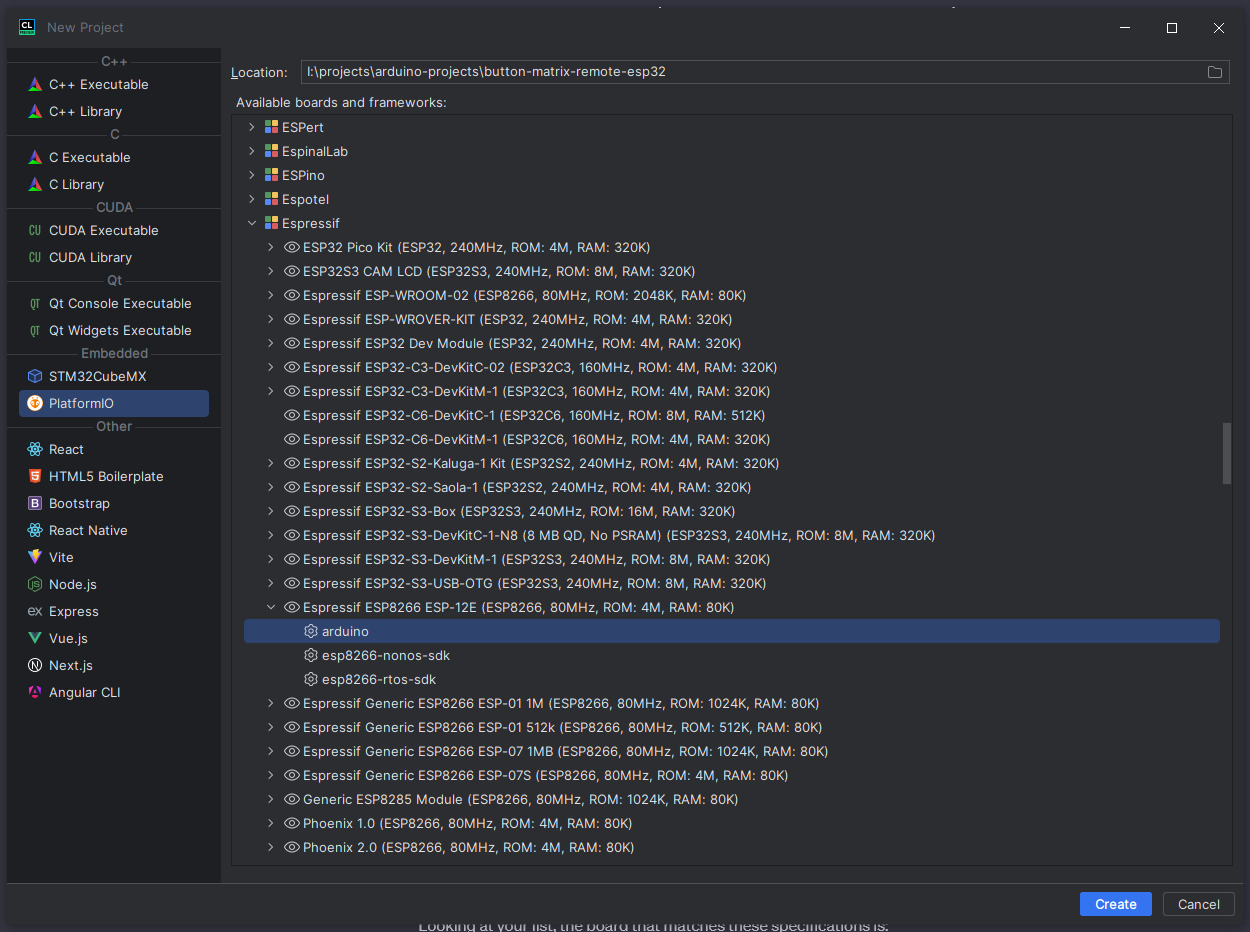 CL
New Project
C++
C++ Executable
C++ Library
C
C Executable
C Library
CUDA
CU CUDA Executable
CU CUDA Library
Qt
QT Qt Console Executable
QT Qt Widgets Executable
Embedded
STM32CubeMX
PlatformIO
Other
React
5 HTML5 Boilerplate
B Bootstrap
React Native
Vite
Node.js
ex Express
Vue.js
N Next.js
Angular CLI
Location: I:\projects\arduino-projects\button-matrix-remote-esp32
Available boards and frameworks:
ESPert
EspinalLab
ESPino
Espotel
Espressif
ESP32 Pico Kit (ESP32, 240MHz, ROM: 4M, RAM: 320K)
ESP32S3 CAM LCD (ESP32S3, 240MHz, ROM: 8M, RAM: 320K)
Espressif ESP-WROOM-02 (ESP8266, 80MHz, ROM: 2048K, RAM: 80K)
Espressif ESP-WROVER-KIT (ESP32, 240MHz, ROM: 4M, RAM: 320K)
Espressif ESP32 Dev Module (ESP32, 240MHz, ROM: 4M, RAM: 320K)
Espressif ESP32-C3-DevKitC-02 (ESP32C3, 160MHz, ROM: 4M, RAM: 320K)
Espressif ESP32-C3-DevKitM-1 (ESP32C3, 160MHz, ROM: 4M, RAM: 320K)
Espressif ESP32-C6-DevKitC-1 (ESP32C6, 160MHz, ROM: 8M, RAM: 512K)
Espressif ESP32-C6-DevKitM-1 (ESP32C6, 160MHz, ROM: 4M, RAM: 320K)
Espressif ESP32-S2-Kaluga-1 Kit (ESP32S2, 240MHz, ROM: 4M, RAM: 320K)
Espressif ESP32-S2-Saola-1 (ESP32S2, 240MHz, ROM: 4M, RAM: 320K)
Espressif ESP32-S3-Box (ESP32S3, 240MHz, ROM: 16M, RAM: 320K)
Espressif ESP32-S3-DevKitC-1-N8 (8 MB QD, No PSRAM) (ESP32S3, 240MHz, ROM: 8M, RAM: 320K)
Espressif ESP32-S3-DevKitM-1 (ESP32S3, 240MHz, ROM: 8M, RAM: 320K)
Espressif ESP32-S3-USB-OTG (ESP32S3, 240MHz, ROM: 8M, RAM: 320K)
Espressif ESP8266 ESP-12E (ESP8266, 80MHz, ROM: 4M, RAM: 80K)
arduino
esp8266-nonos-sdk
esp8266-rtos-sdk
Espressif Generic ESP8266 ESP-01 1M (ESP8266, 80MHz, ROM: 1024K, RAM: 80K)
Espressif Generic ESP8266 ESP-01 512k (ESP8266, 80MHz, ROM: 512K, RAM: 80K)
Espressif Generic ESP8266 ESP-07 1MB (ESP8266, 80MHz, ROM: 1024K, RAM: 80K)
Espressif Generic ESP8266 ESP-07S (ESP8266, 80MHz, ROM: 4M, RAM: 80K)
Generic ESP8285 Module (ESP8266, 80MHz, ROM: 1024K, RAM: 80K)
Phoenix 1.0 (ESP8266, 80MHz, ROM: 4M, RAM: 80K)
Phoenix 2.0 (ESP8266, 80MHz, ROM: 4M, RAM: 80K)
Create Cancel
Looking at your list, the board that matches these specifications is: